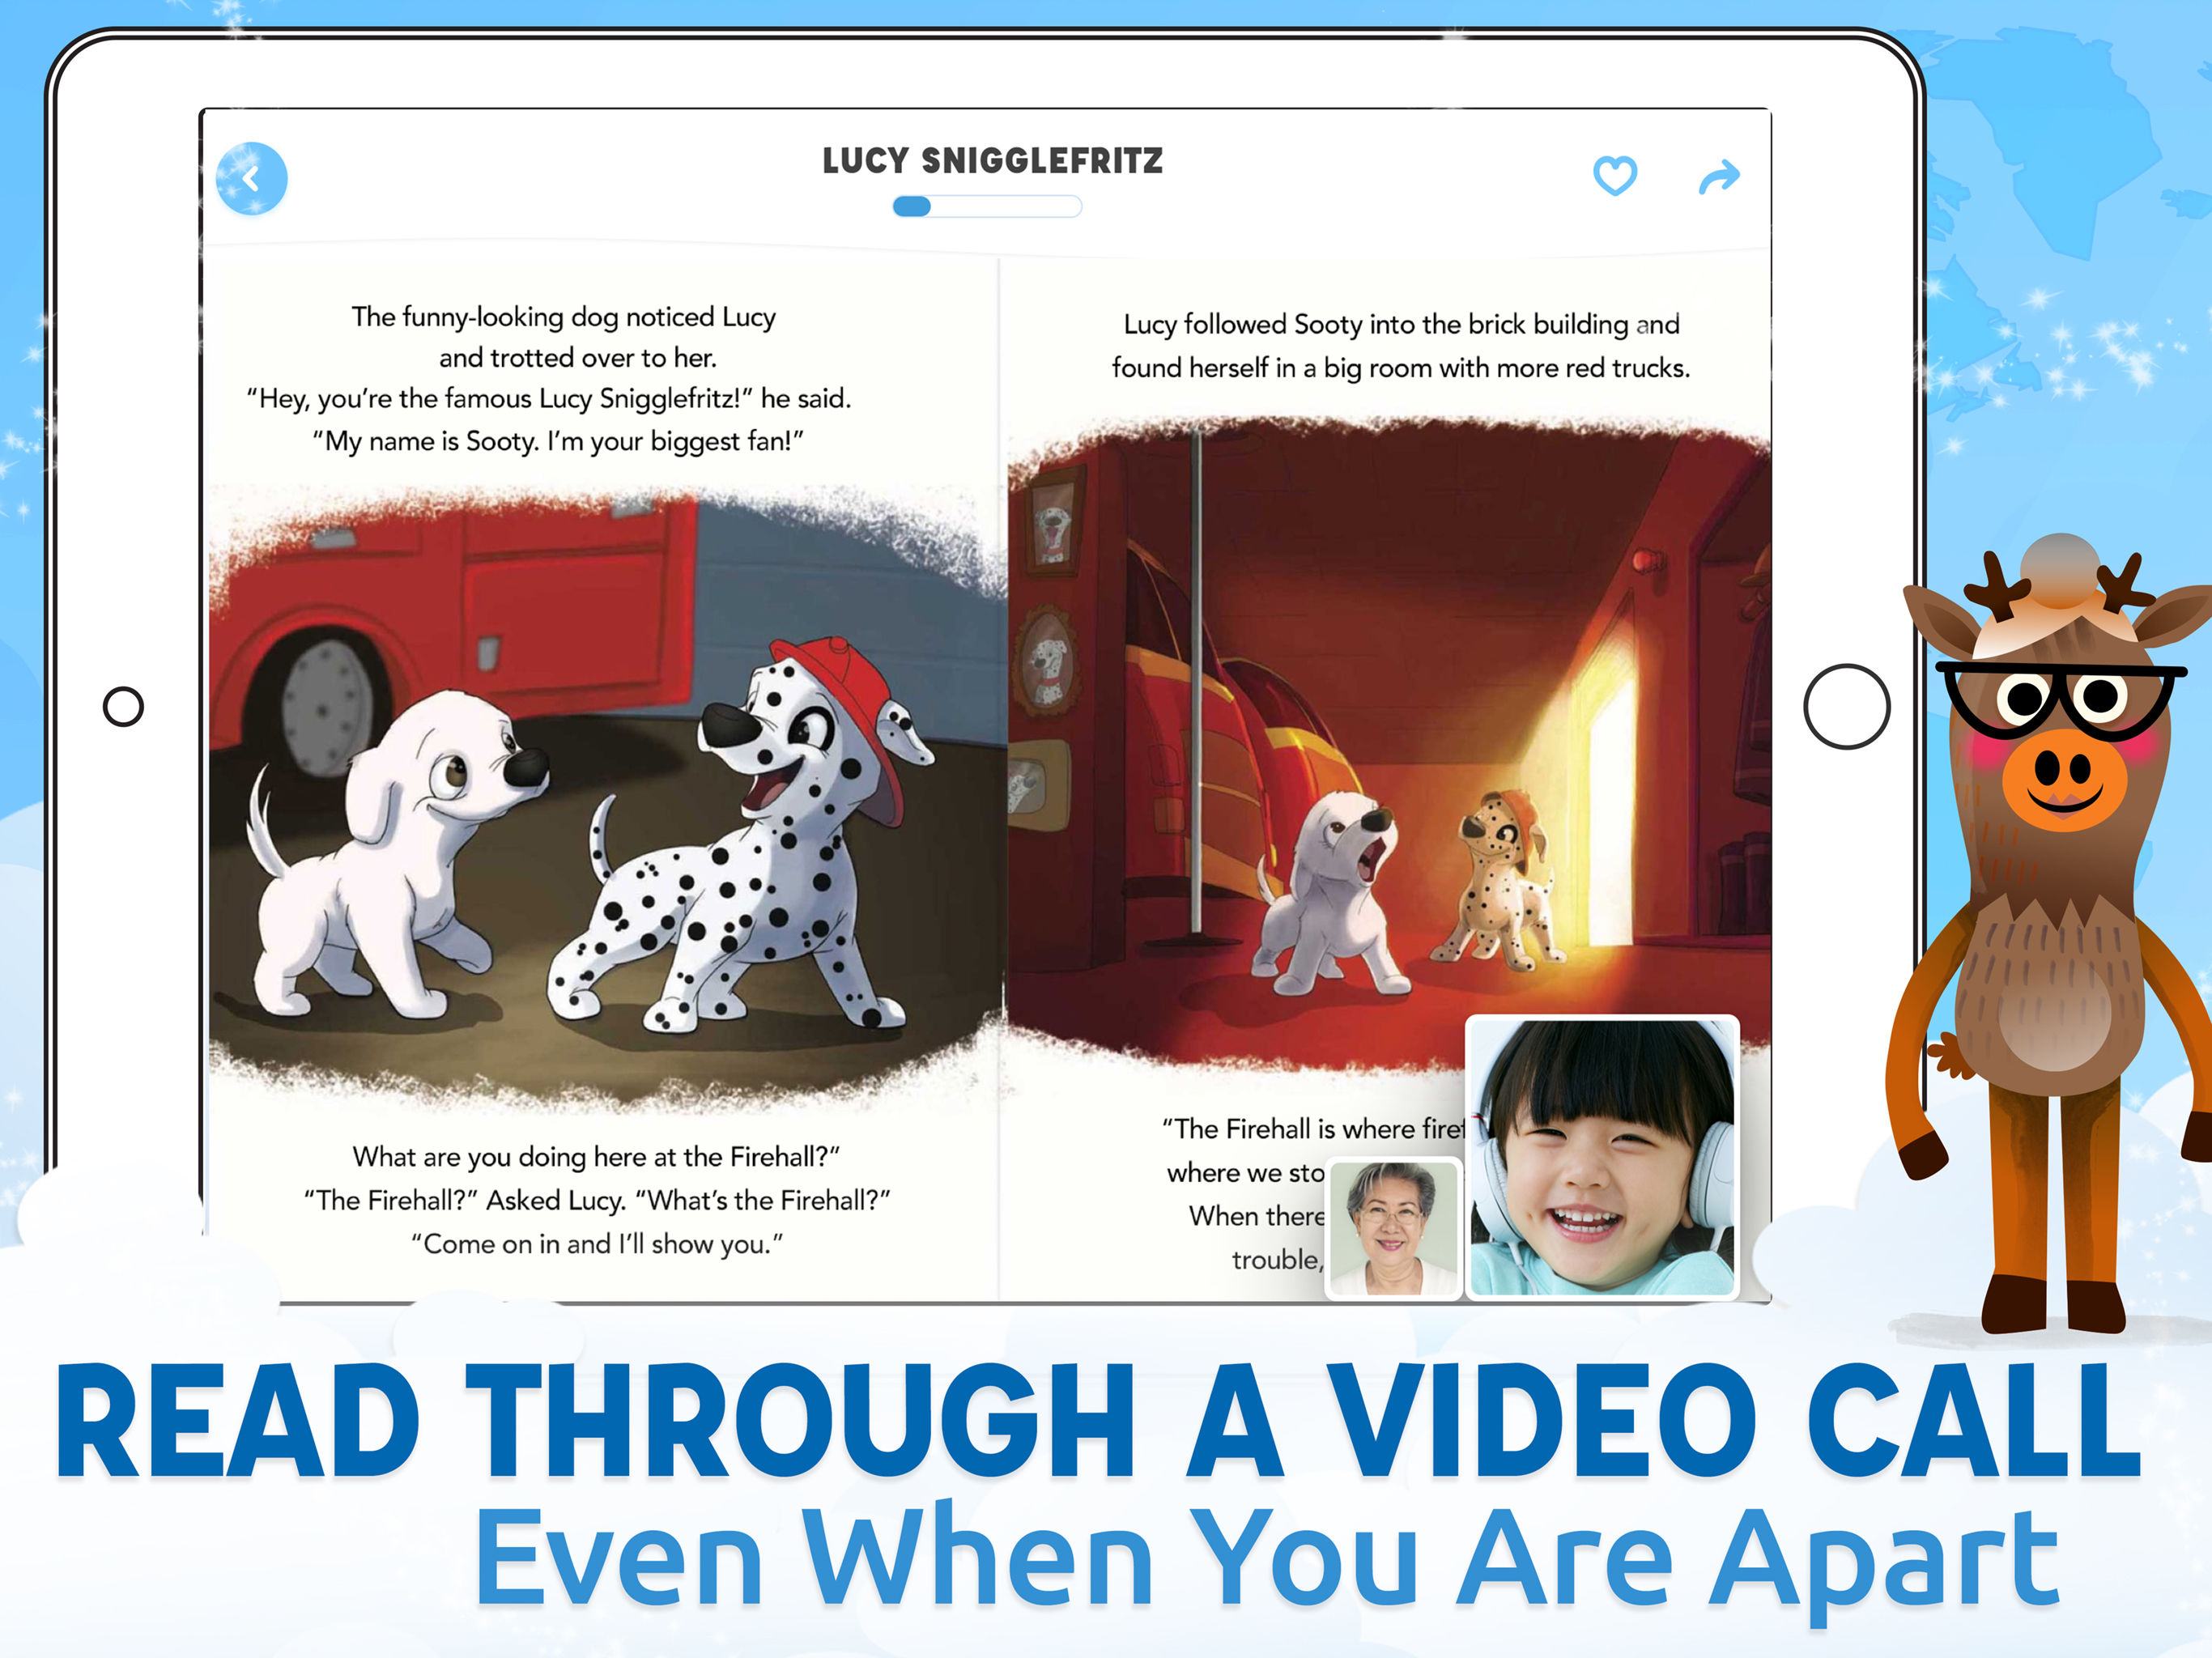 LUCY SNIGGLEFRITZ
The funny-looking dog noticed Lucy
and trotted over to her.
“Hey, you’re the famous Lucy Snigglefritz!” he said.
“My name is Sooty. I’m your biggest fan!”
What are you doing here at the Firehall?”
“The Firehall?” Asked Lucy. “What’s the Firehall?”
“Come on in and I’ll show you.”
Lucy followed Sooty into the brick building and
found herself in a big room with more red trucks.
“The Firehall is where
where we
When there
trouble,
READ THROUGH A VIDEO CALL
Even When You Are Apart